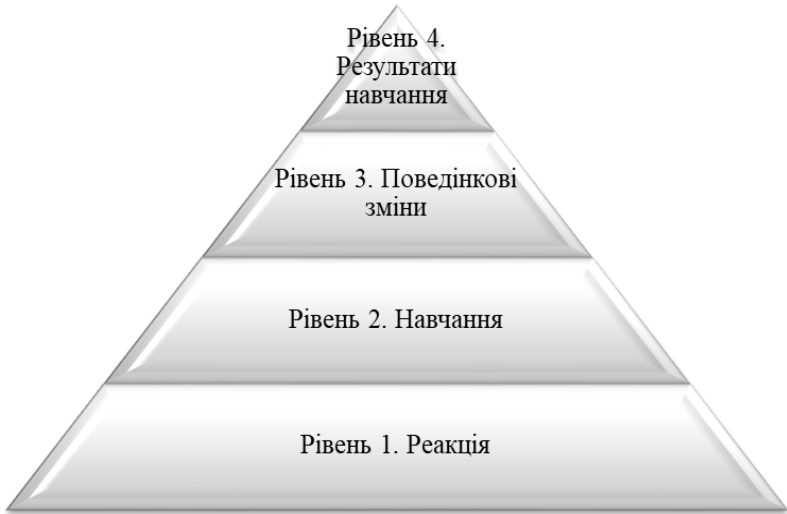 Рівень 4.
Результати
навчання
Рівень 3. Поведінкові
зміни
Рівень 2. Навчання
Рівень 1. Реакція